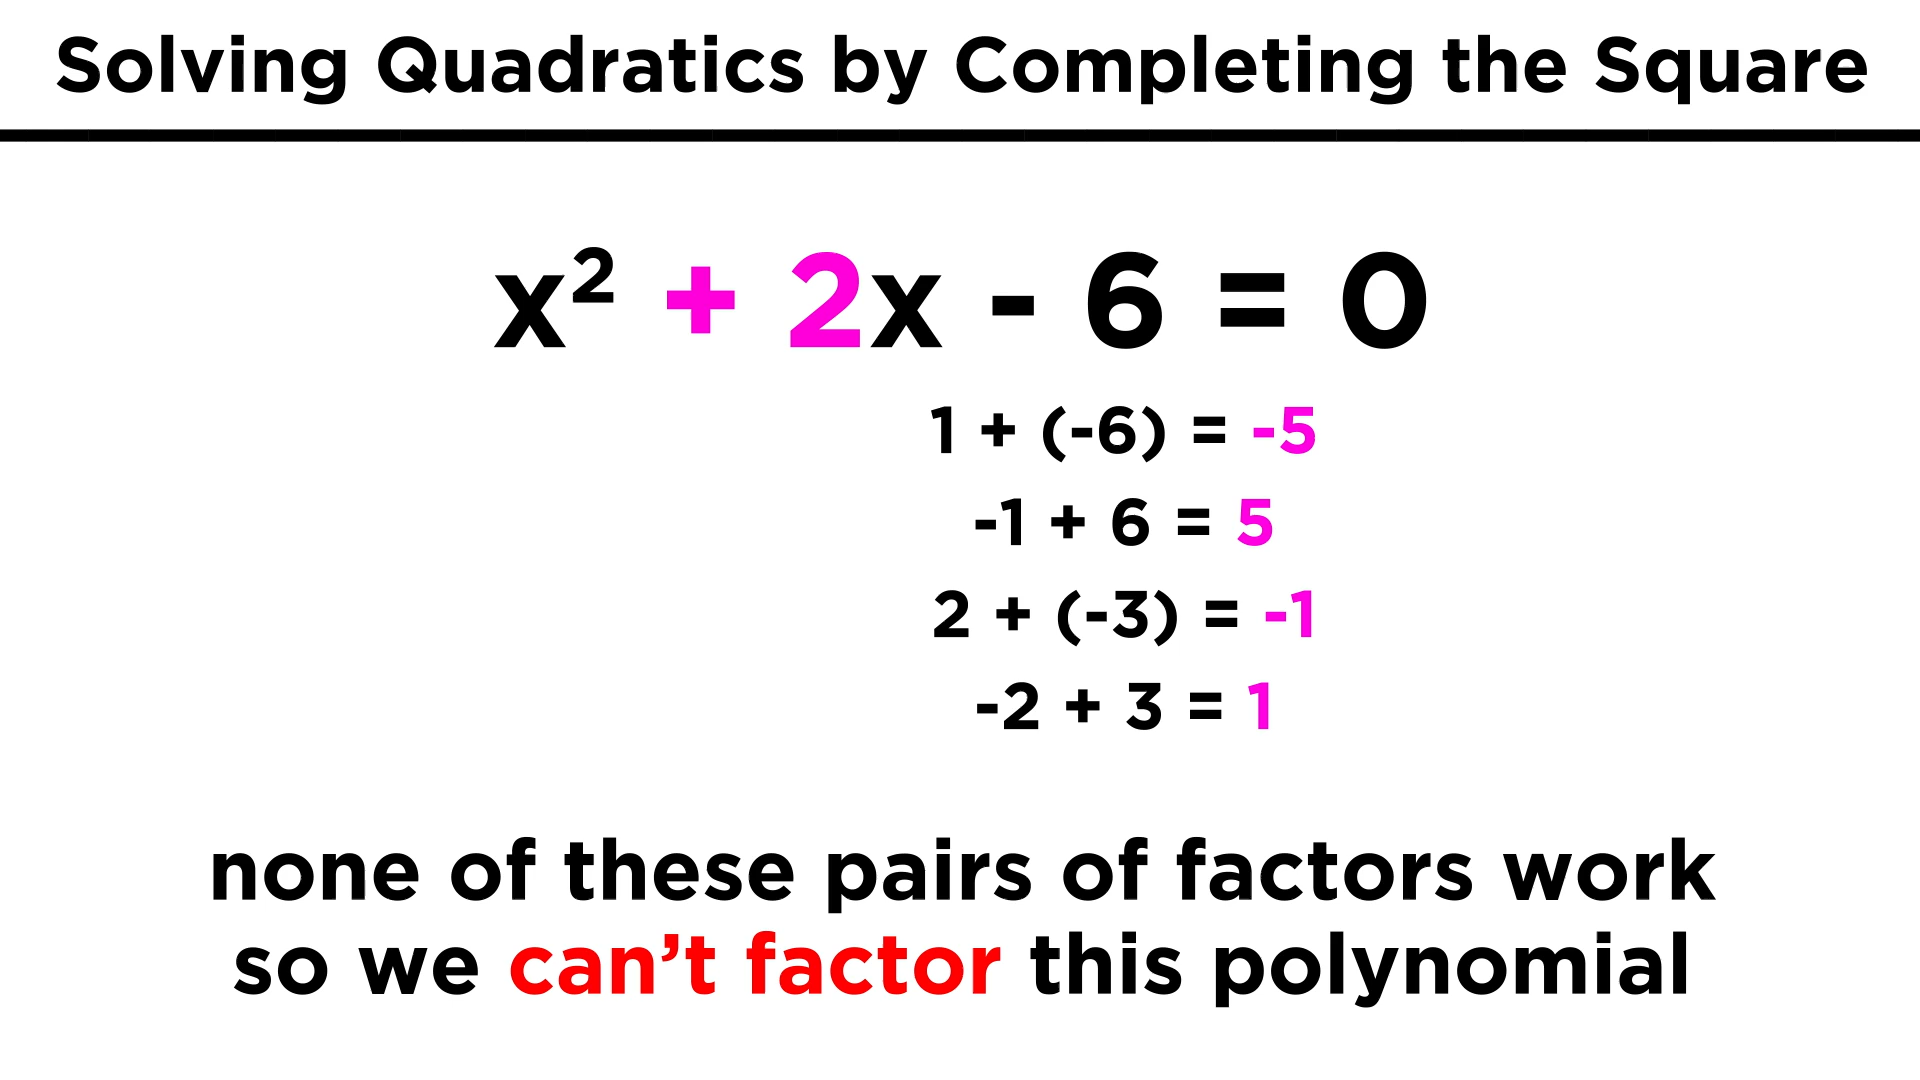 Solving Quadratics by Completing the Square
x² + 2x - 6 = 0
1 + (-6) = -5
-1 + 6 = 5
2 + (-3) = -1
-2 + 3 = 1
none of these pairs of factors work
so we can’t factor this polynomial